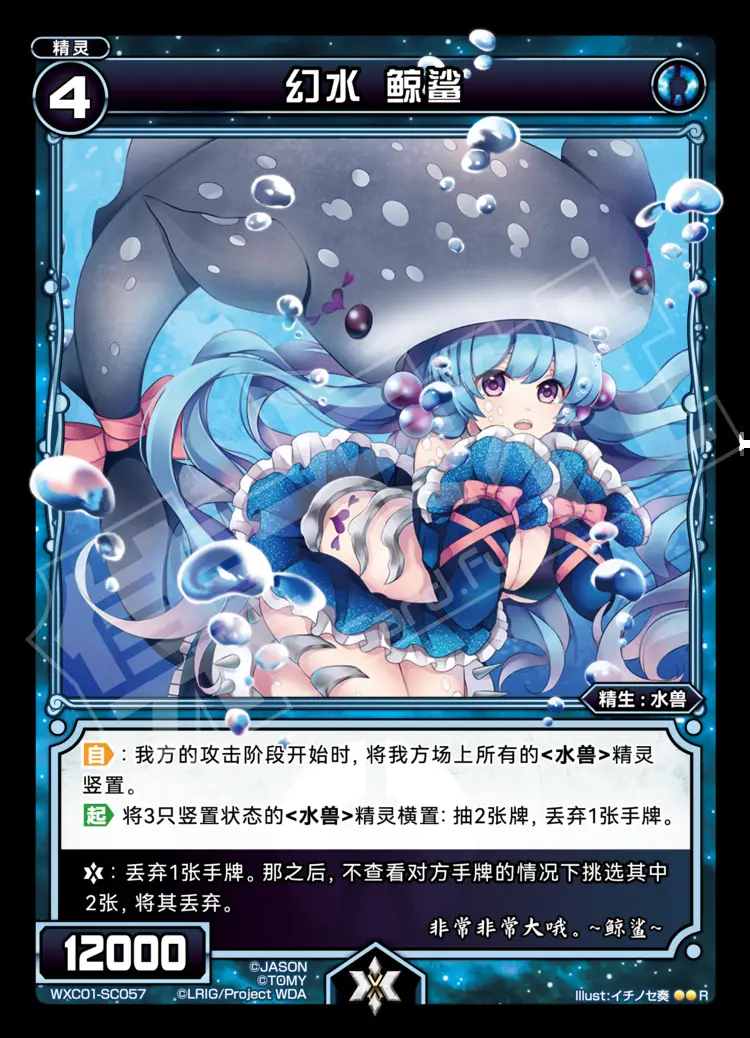 精灵
4
幻水 鲸鲨
精生：水兽
自：我方的攻击阶段开始时，将我方场上所有的<水兽>精灵
竖置。
起 将3只竖置状态的<水兽>精灵横置：抽2张牌，丢弃1张手牌。
：丢弃1张手牌。那之后，不查看对方手牌的情况下挑选其中
2张，将其丢弃。
非常非常大哦。~鲸鲨~
12000
©JASON
©TOMY
WXC01-SC057 ©LRIG/Project WDA
Illust:イチノセ奏 R